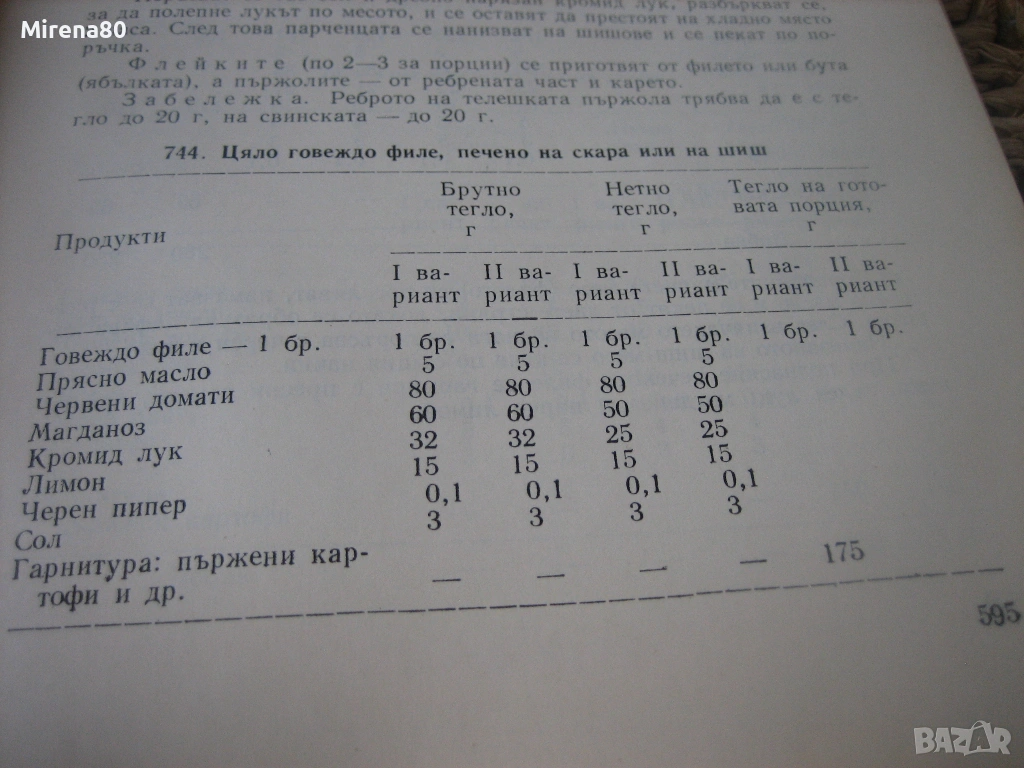 Mirena80
дребно нарязан кромид лук, разбъркват се,
за да полепне лукът по месото, и се оставят да престоят на хладно място
са. След това парченцата се нанизват на шишове и се пекат по по-
ръчка.
Флейките (по 2—3 за порции) се приготвят от филето или бута
(ябълката), а пържолите — от ребрената част и карето.
Забележка. Реброто на телешката пържола трябва да е с те-
гло до 20 г, на свинската — до 20 г.
744. Цяло говеждо филе, печено на скара или на шиш
Продукти Брутно тегло, г Нетно тегло, г Тегло на гото-вата порция, г
I ва-риант II ва-риант I ва-риант II ва-риант I ва-риант II ва-риант
Говеждо филе — 1 бр. 1 бр. 1 бр. 1 бр. 1 бр. 1 бр. 1 бр.
Прясно масло 5 5 5 5
Червени домати 80 80 80 80
Магданоз 60 60 50 50
Кромид лук 32 32 25 25
Лимон 15 15 15 15
Черен пипер 0,1 0,1 0,1 0,1
Сол 3 3 3 3
Гарнитура: пържени кар-
тофи и др. — — — — 175
595
BAZAR